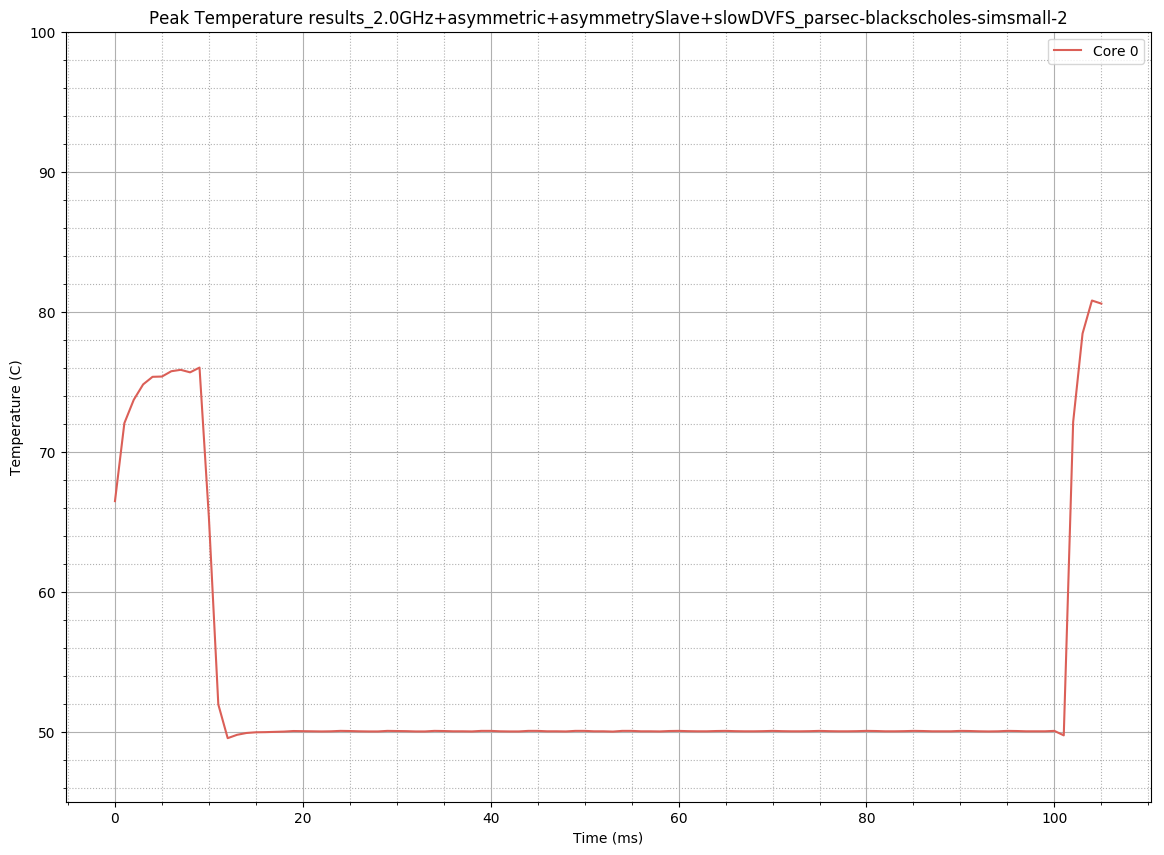 Peak Temperature results_2.0GHz+asymmetric+asymmetrySlave+slowDVFS_parsec-blackscholes-simsmall-2
Core 0
100
90
80
70
60
50
Temperature (C)
0 20 40 60 80 100
Time (ms)